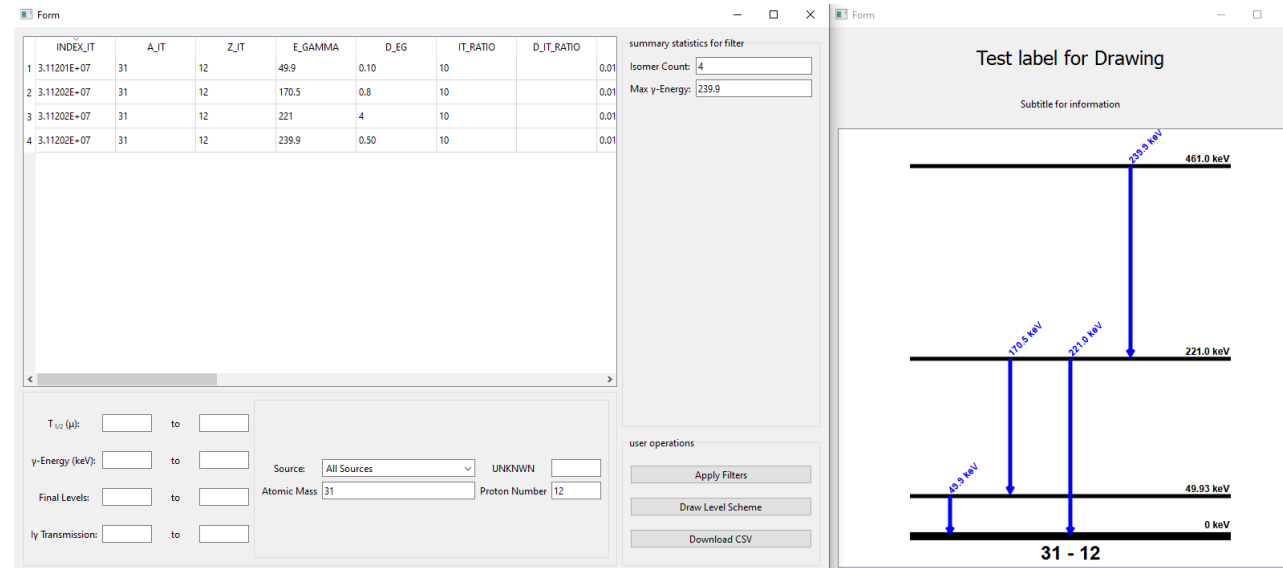 Form
INDEX_IT A_IT Z_IT E_GAMMA D_EG IT_RATIO D_IT_RATIO
1 3.11201E+07 31 12 49.9 0.10 10 0.01
2 3.11202E+07 31 12 170.5 0.8 10 0.01
3 3.11202E+07 31 12 221 4 10 0.01
4 3.11202E+07 31 12 239.9 0.50 10 0.01
summary statistics for filter
Isomer Count: 4
Max γ-Energy: 239.9
T 1/2 (μ): to
γ-Energy (keV): to
Final Levels: to
Iγ Transmission: to
Source: All Sources UNKNWN
Atomic Mass 31 Proton Number 12
user operations
Apply Filters
Draw Level Scheme
Download CSV
Form
Test label for Drawing
Subtitle for information
239.9 keV
461.0 keV
170.5 keV
221.0 keV
221.0 keV
49.9 keV
49.93 keV
0 keV
31 - 12